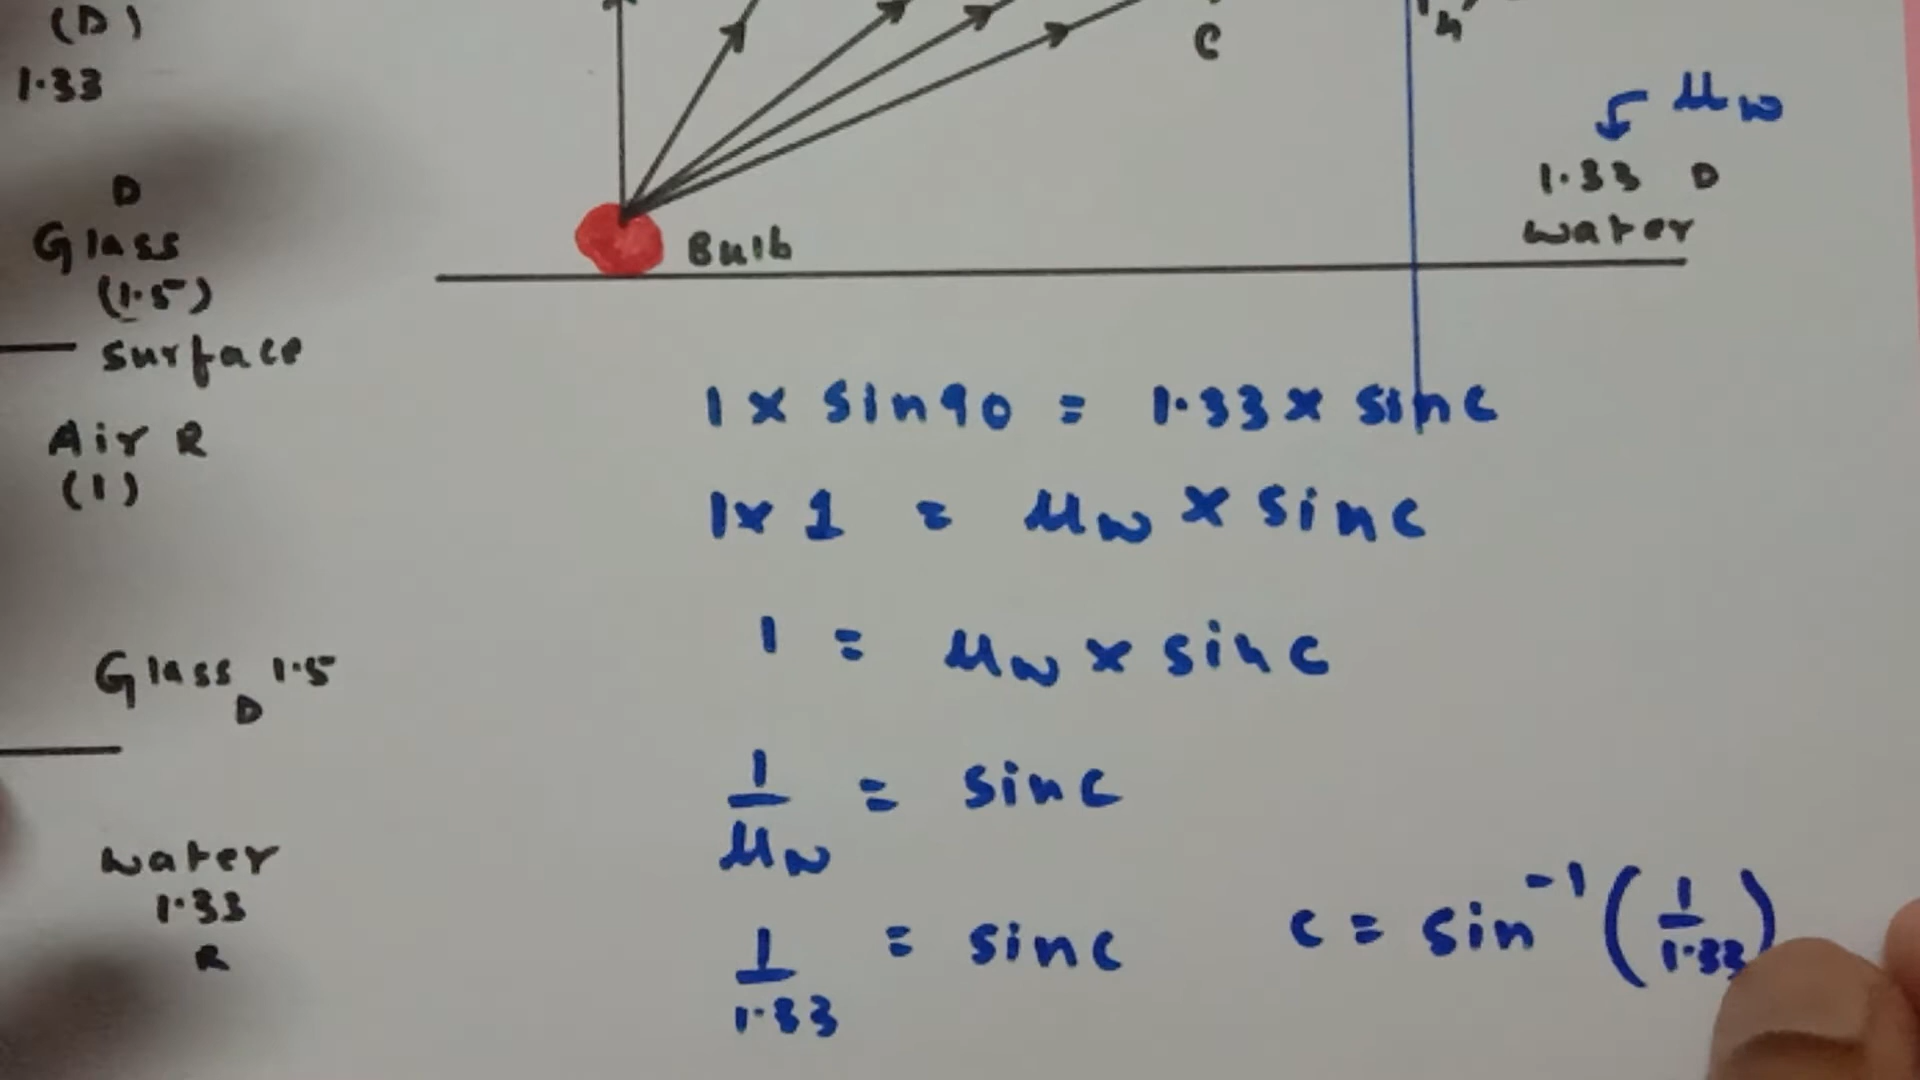 (D)
1.33
D
Glass
(1.5)
surface
Air R
(1)
Glass 1.5
D
water
1.33
R
C
Bulb
μw
1.33 D
water
1 x sin90 = 1.33 x sinc
1x 1 = μw x sinc
1 = μw x sinc
1/μw = sinc
1/1.33 = sinc c = sin⁻¹(1/1.33)